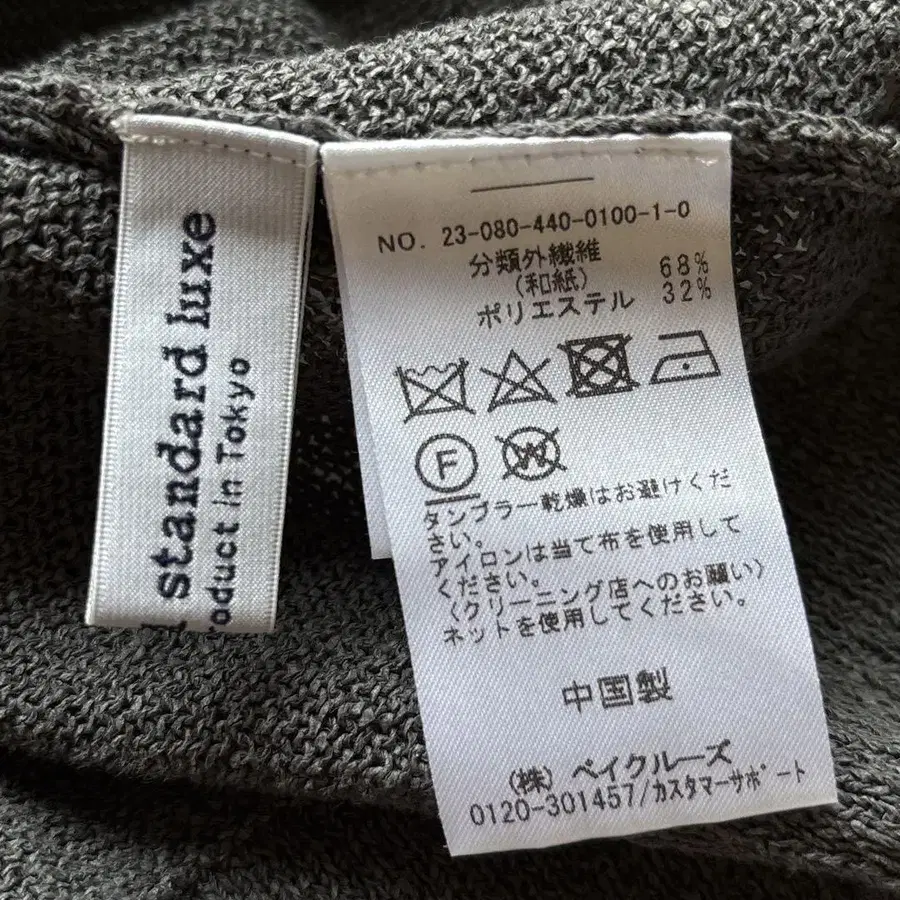 standard luxe
roduct in Tokyo
NO. 23-080-440-0100-1-0
分類外繊維
(和紙) 68%
ポリエステル 32%
F
W
タンブラー乾燥はお避けくだ
さい。
アイロンは当て布を使用して
ください。
〈クリーニング店へのお願い〉
ネットを使用してください。
中国製
(株) ベイクルーズ
0120-301457/カスタマーサポート